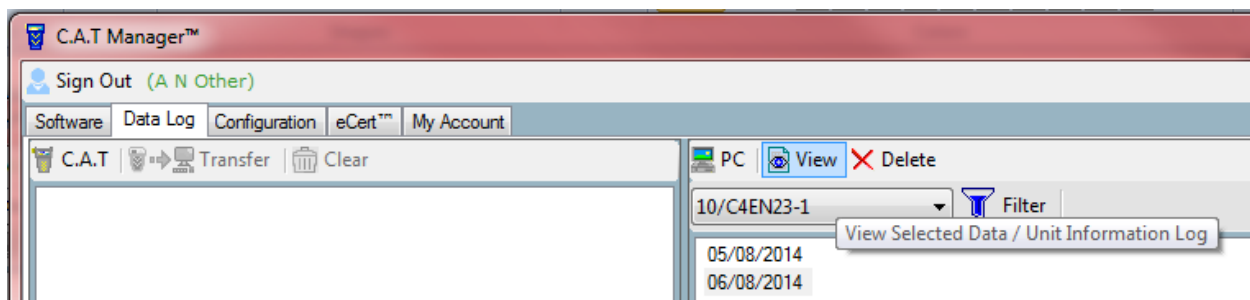 C.A.T Manager™
Sign Out (A N Other)
Software Data Log Configuration eCert™ My Account
C.A.T Transfer Clear
PC View Delete
10/C4EN23-1 Filter
View Selected Data / Unit Information Log
05/08/2014
06/08/2014